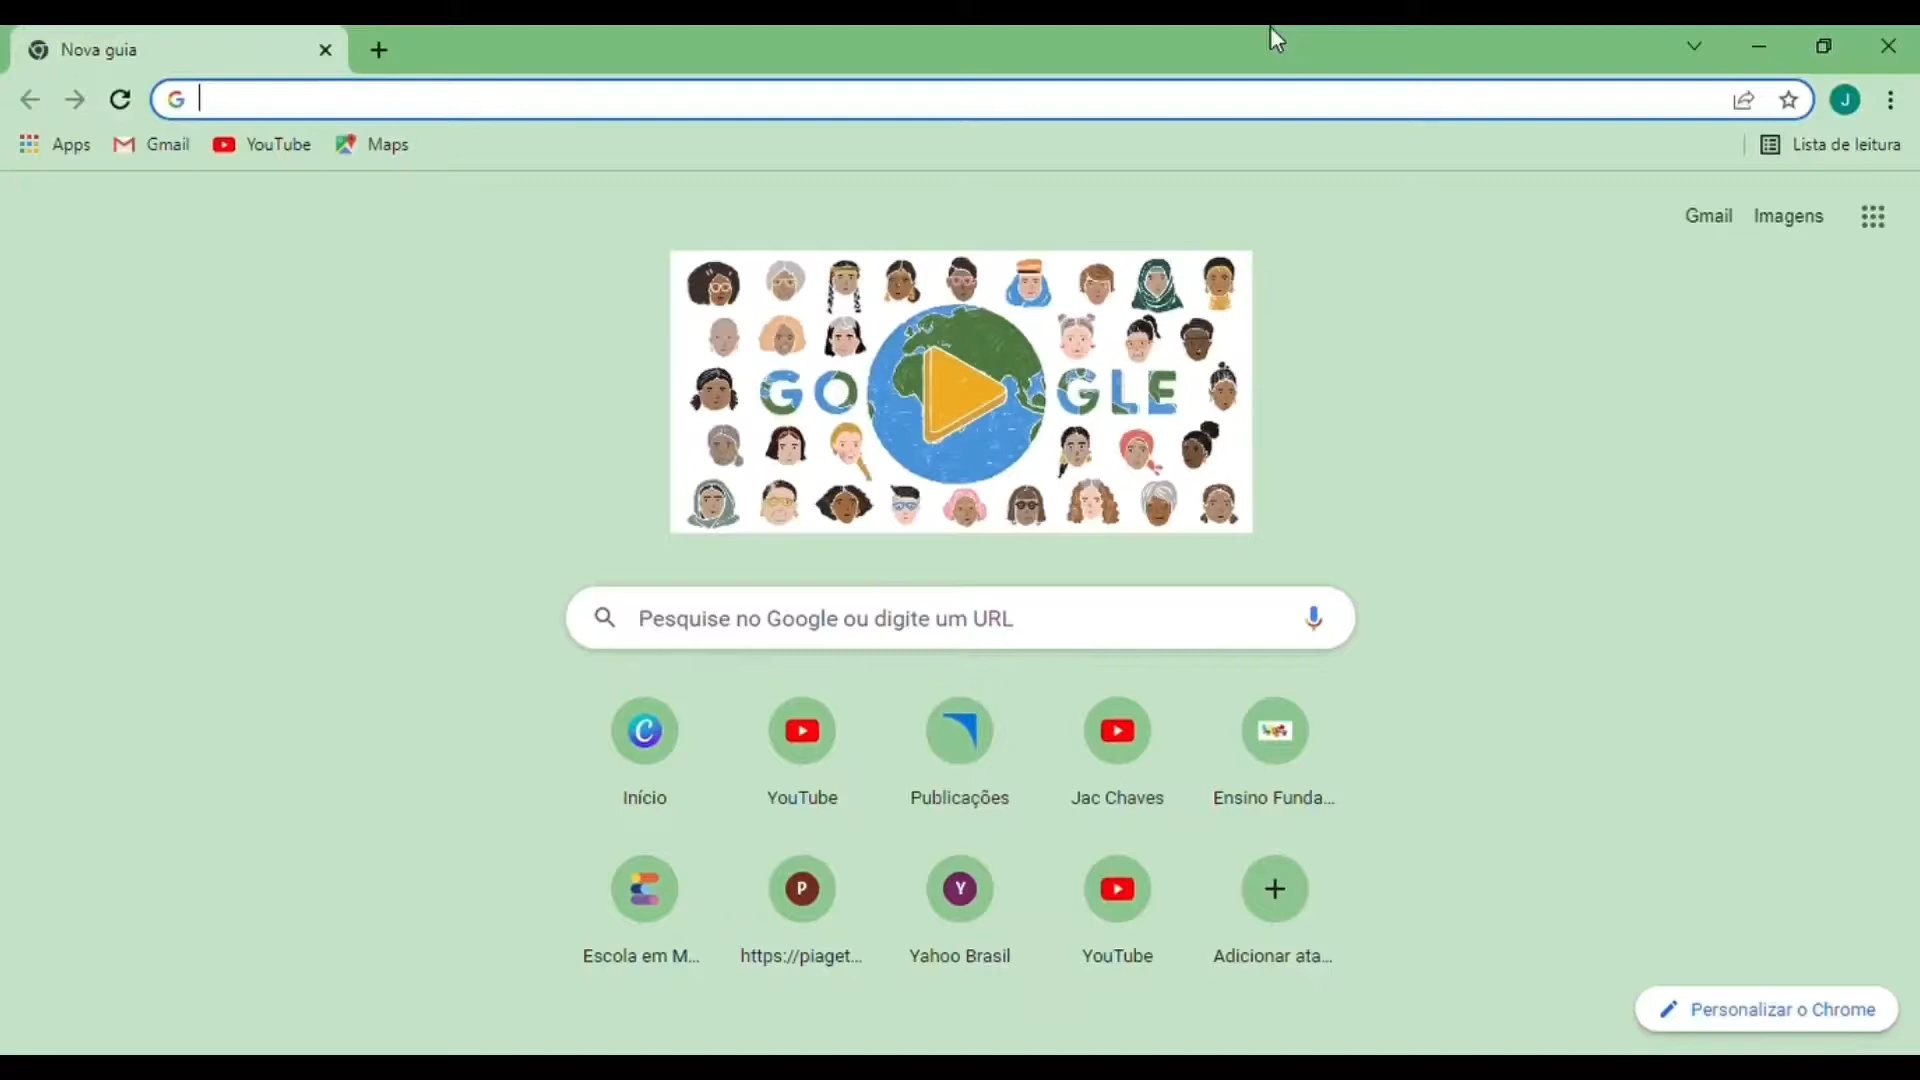 Nova guia
J
Apps
Gmail
YouTube
Maps
Lista de leitura
Gmail
Imagens
GO GLE
Pesquise no Google ou digite um URL
Início
YouTube
Publicações
Jac Chaves
Ensino Funda...
P
Y
Escola em M...
https://piaget...
Yahoo Brasil
YouTube
Adicionar ata...
Personalizar o Chrome